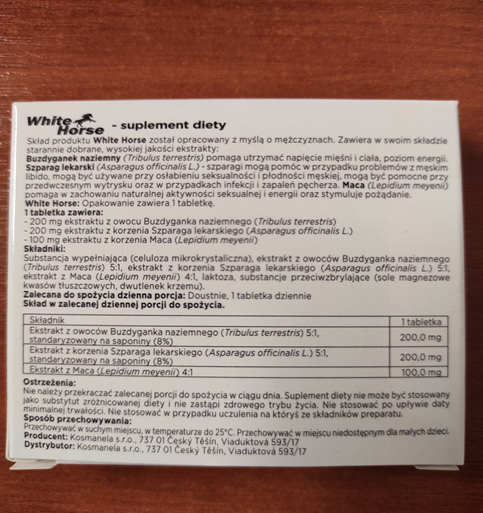 White Horse - suplement diety
Skład produktu White Horse został opracowany z myślą o mężczyznach. Zawiera w swoim składzie
starannie dobrane, wysokiej jakości ekstrakty:
Buzdyganek naziemny (Tribulus terrestris) pomaga utrzymać napięcie mięśni i ciała, poziom energii.
Szparag lekarski (Asparagus officinalis L.) - szparagi mogą pomóc w przypadku problemów z męskim
libido, mogą być używane przy osłabieniu seksualności i płodności męskiej, mogą być pomocne przy
przedwczesnym wytrysku oraz w przypadkach infekcji i zapaleń pęcherza. Maca (Lepidium meyenii)
pomaga w zachowaniu naturalnej aktywności seksualnej i energii oraz stymuluje pożądanie.
White Horse: Opakowanie zawiera 1 tabletkę.
1 tabletka zawiera:
- 200 mg ekstraktu z owocu Buzdyganka naziemnego (Tribulus terrestris)
- 200 mg ekstraktu z korzenia Szparaga lekarskiego (Asparagus officinalis L.)
- 100 mg ekstraktu z korzenia Maca (Lepidium meyenii)
Składniki:
Substancja wypełniająca (celuloza mikrokrystaliczna), ekstrakt z owoców Buzdyganka naziemnego
(Tribulus terrestris) 5:1, ekstrakt z korzenia Szparaga lekarskiego (Asparagus officinalis L.) 5:1,
ekstrakt z Maca (Lepidium meyenii) 4:1, laktoza, substancje przeciwzbrylające (sole magnezowe
kwasów tłuszczowych, dwutlenek krzemu).
Zalecana do spożycia dzienna porcja: Doustnie, 1 tabletka dziennie
Skład w zalecanej dziennej porcji do spożycia.
Składnik 1 tabletka
Ekstrakt z owoców Buzdyganka naziemnego (Tribulus terrestris) 5:1,
standaryzowany na saponiny (8%) 200,0 mg
Ekstrakt z korzenia Szparaga lekarskiego (Asparagus officinalis L.) 5:1,
standaryzowany na saponiny (8%) 200,0 mg
Ekstrakt z Maca (Lepidium meyenii) 4:1 100,0 mg
Ostrzeżenia:
Nie należy przekraczać zalecanej porcji do spożycia w ciągu dnia. Suplement diety nie może być stosowany
jako substytut zróżnicowanej diety i nie zastąpi zdrowego trybu życia. Nie stosować po upływie daty
minimalnej trwałości. Nie stosować w przypadku uczulenia na któryś ze składników preparatu.
Sposób przechowywania:
Przechowywać w suchym miejscu, w temperaturze do 25°C. Przechowywać w miejscu niedostępnym dla małych dzieci.
Producent: Kosmanela s.r.o., 737 01 Český Těšín, Viaduktová 593/17
Dystrybutor: Kosmanela s.r.o., 737 01 Český Těšín, Viaduktová 593/17